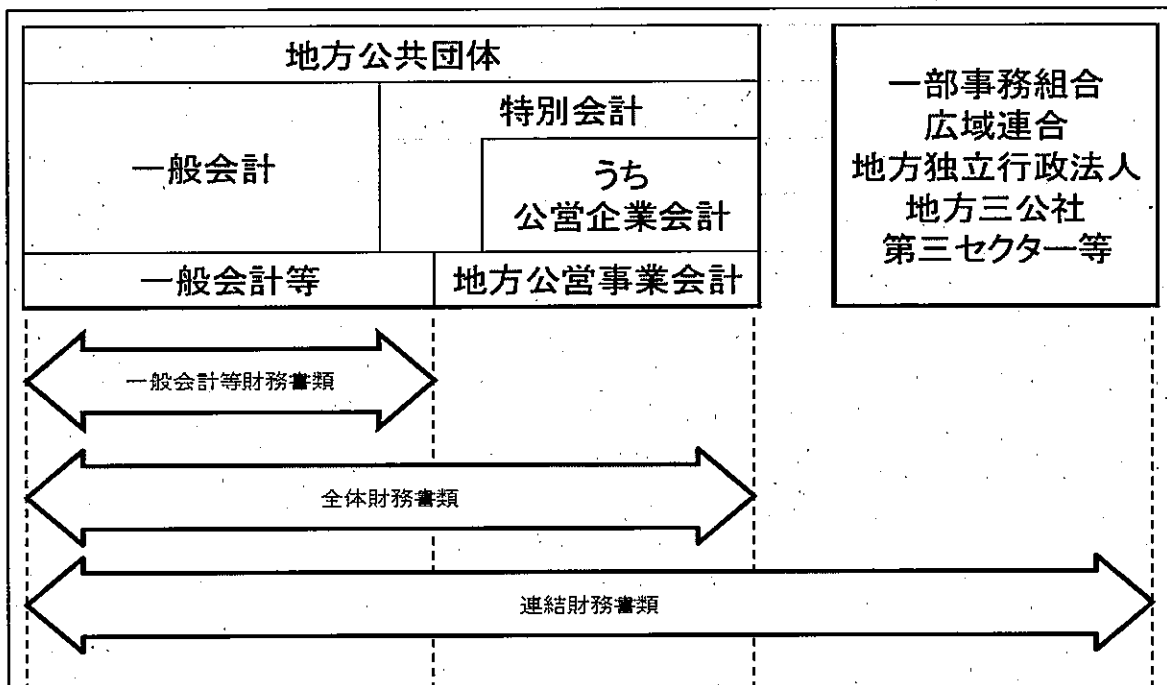 地方公共団体
一般会計
特別会計
うち
公営企業会計
一般会計等
地方公営事業会計
一部事務組合
広域連合
地方独立行政法人
地方三公社
第三セクター等
一般会計等財務書類
全体財務書類
連結財務書類